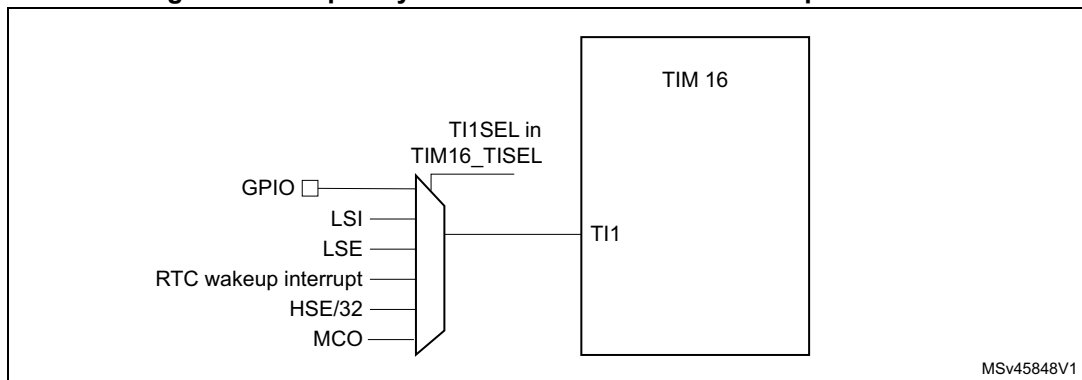 TIM 16
TI1SEL in
TIM16_TISEL
GPIO
LSI
LSE
TI1
RTC wakeup interrupt
HSE/32
MCO
MSv45848V1